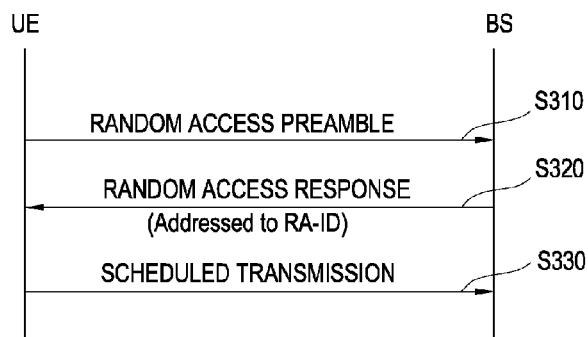 UE
BS
S310
RANDOM ACCESS PREAMBLE
S320
RANDOM ACCESS RESPONSE
(Addressed to RA-ID)
S330
SCHEDULED TRANSMISSION